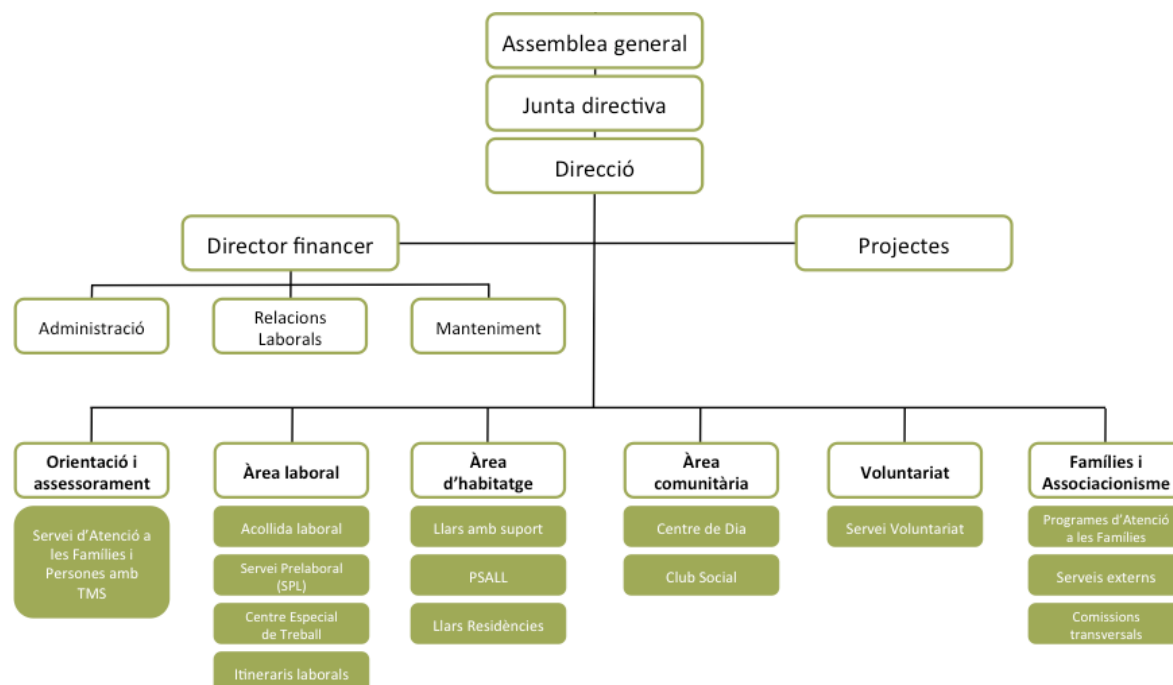 Assemblea general
Junta directiva
Direcció
Director financer
Projectes
Administració
Relacions
Laborals
Manteniment
Orientació i
assessorament
Àrea laboral
Àrea
d'habitatge
Àrea
comunitària
Voluntariat
Famílies i
Associacionisme
Servei d'Atenció a
les Famílies i
Persones amb
TMS
Acollida laboral
Servei Prelaboral
(SPL)
Centre Especial
de Treball
Itineraris laborals
Llars amb suport
PSALL
Llars Residències
Centre de Dia
Club Social
Servei Voluntariat
Programes d'Atenció
a les Famílies
Serveis externs
Comissions
transversals